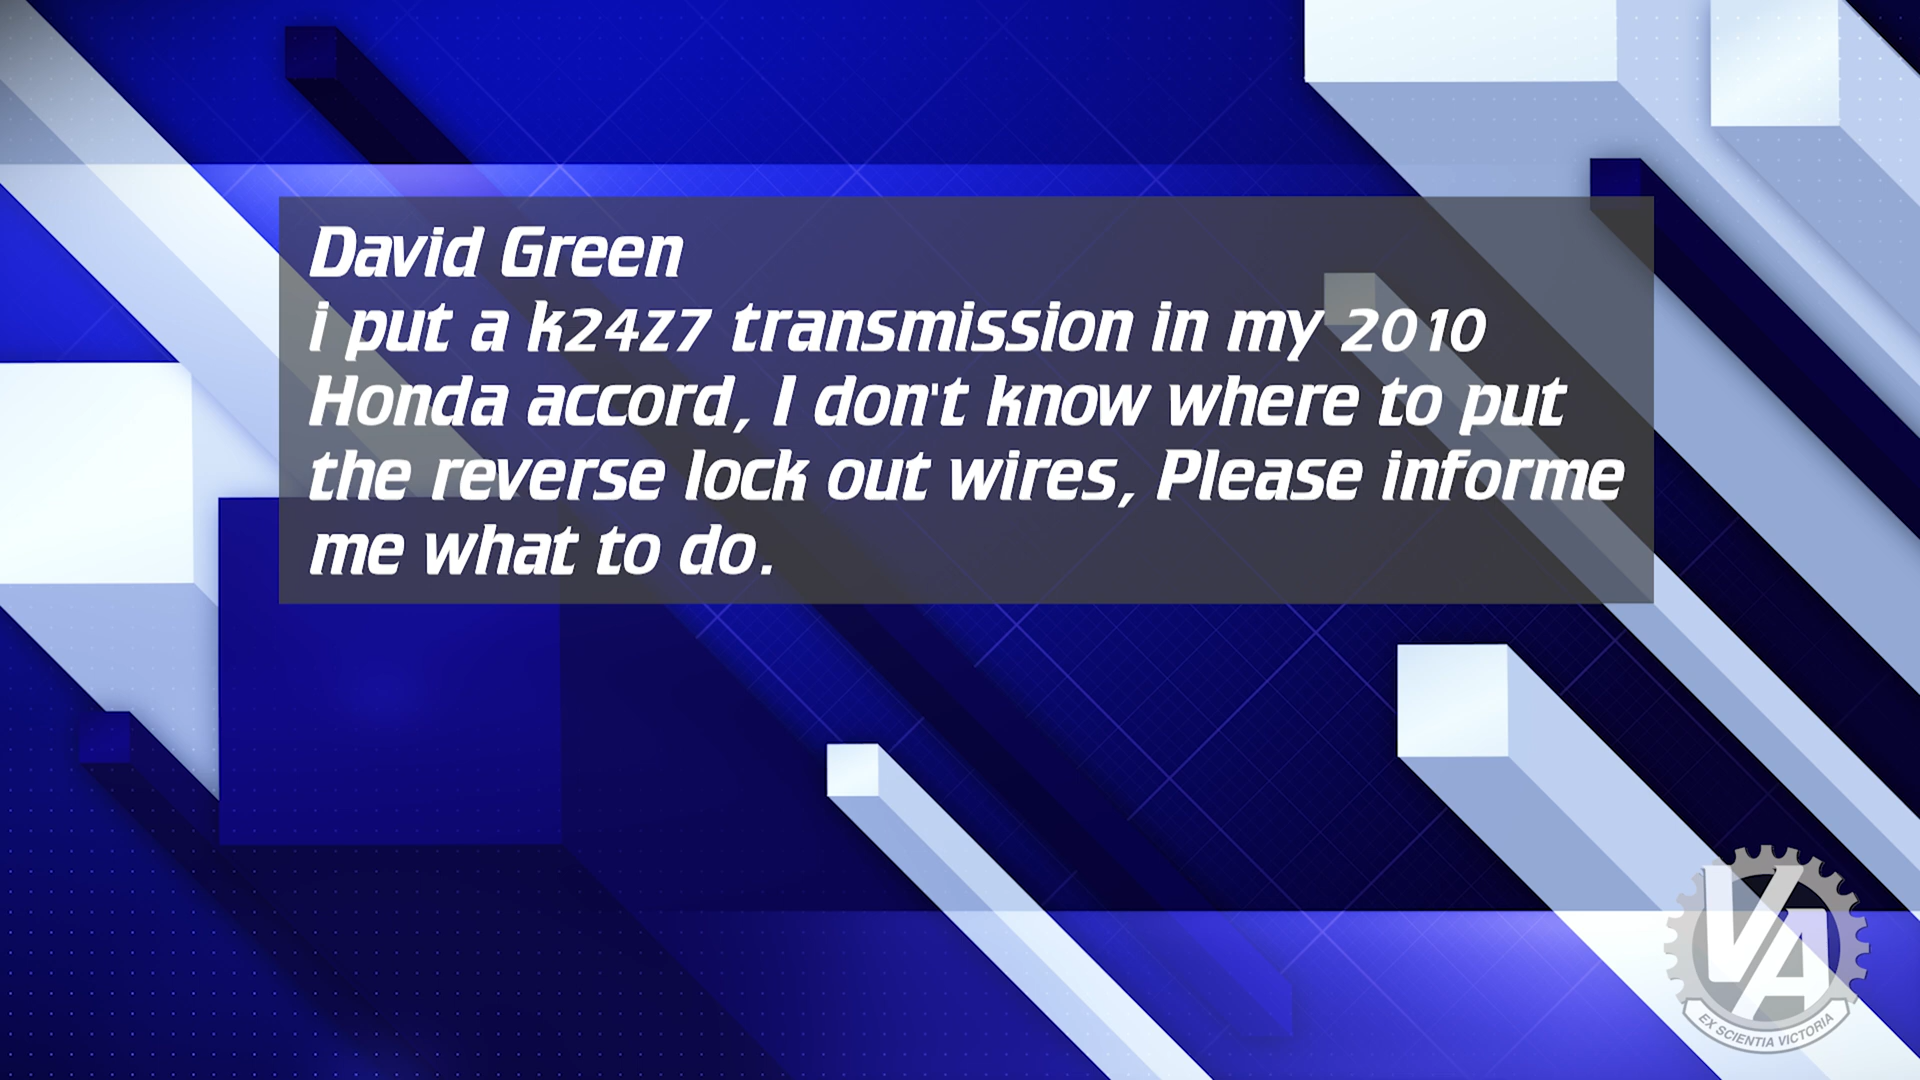 David Green
i put a k24z7 transmission in my 2010
Honda accord, I don't know where to put
the reverse lock out wires, Please informe
me what to do.
VA
EX SCIENTIA VICTORIA